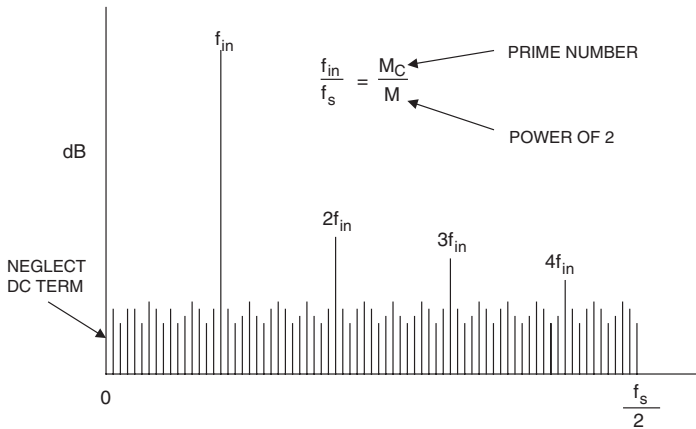 f_in
f_in / f_s = M_C / M
PRIME NUMBER
POWER OF 2
dB
2f_in
3f_in
4f_in
NEGLECT
DC TERM
0
f_s / 2